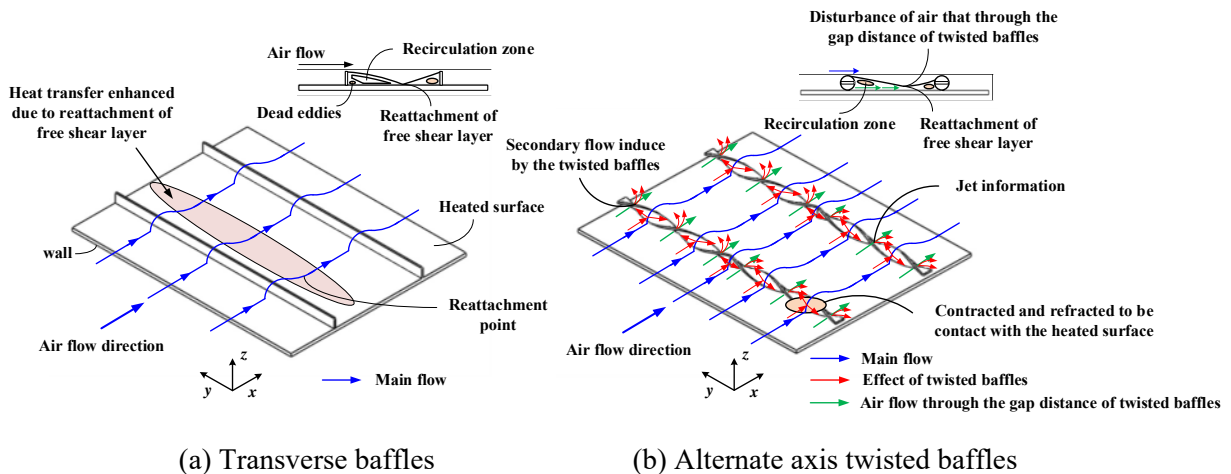 Air flow
Recirculation zone
Heat transfer enhanced
due to reattachment of
free shear layer
Dead eddies
Reattachment of
free shear layer
Heated surface
wall
Reattachment
point
Air flow direction
z
y
x
Main flow
(a) Transverse baffles
Disturbance of air that through the
gap distance of twisted baffles
Recirculation zone
Reattachment of
free shear layer
Secondary flow induce
by the twisted baffles
Jet information
Contracted and refracted to be
contact with the heated surface
Air flow direction
z
y
x
Main flow
Effect of twisted baffles
Air flow through the gap distance of twisted baffles
(b) Alternate axis twisted baffles